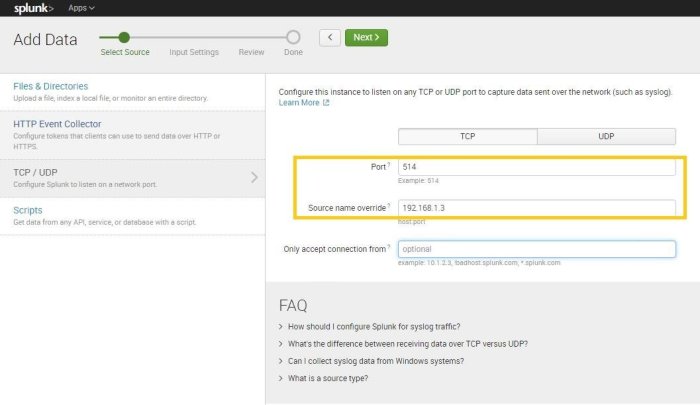 splunk> Apps
Add Data
Select Source Input Settings Review Done
< Next >
Files & Directories
Upload a file, index a local file, or monitor an entire directory.
HTTP Event Collector
Configure tokens that clients can use to send data over HTTP or
HTTPS.
TCP / UDP
Configure Splunk to listen on a network port.
Scripts
Get data from any API, service, or database with a script.
Configure this instance to listen on any TCP or UDP port to capture data sent over the network (such as syslog).
Learn More
TCP UDP
Port ? 514
Example: 514
Source name override ? 192.168.1.3
host:port
Only accept connection from ? optional
example: 10.1.2.3, !badhost.splunk.com, *.splunk.com
FAQ
> How should I configure Splunk for syslog traffic?
> What's the difference between receiving data over TCP versus UDP?
> Can I collect syslog data from Windows systems?
> What is a source type?